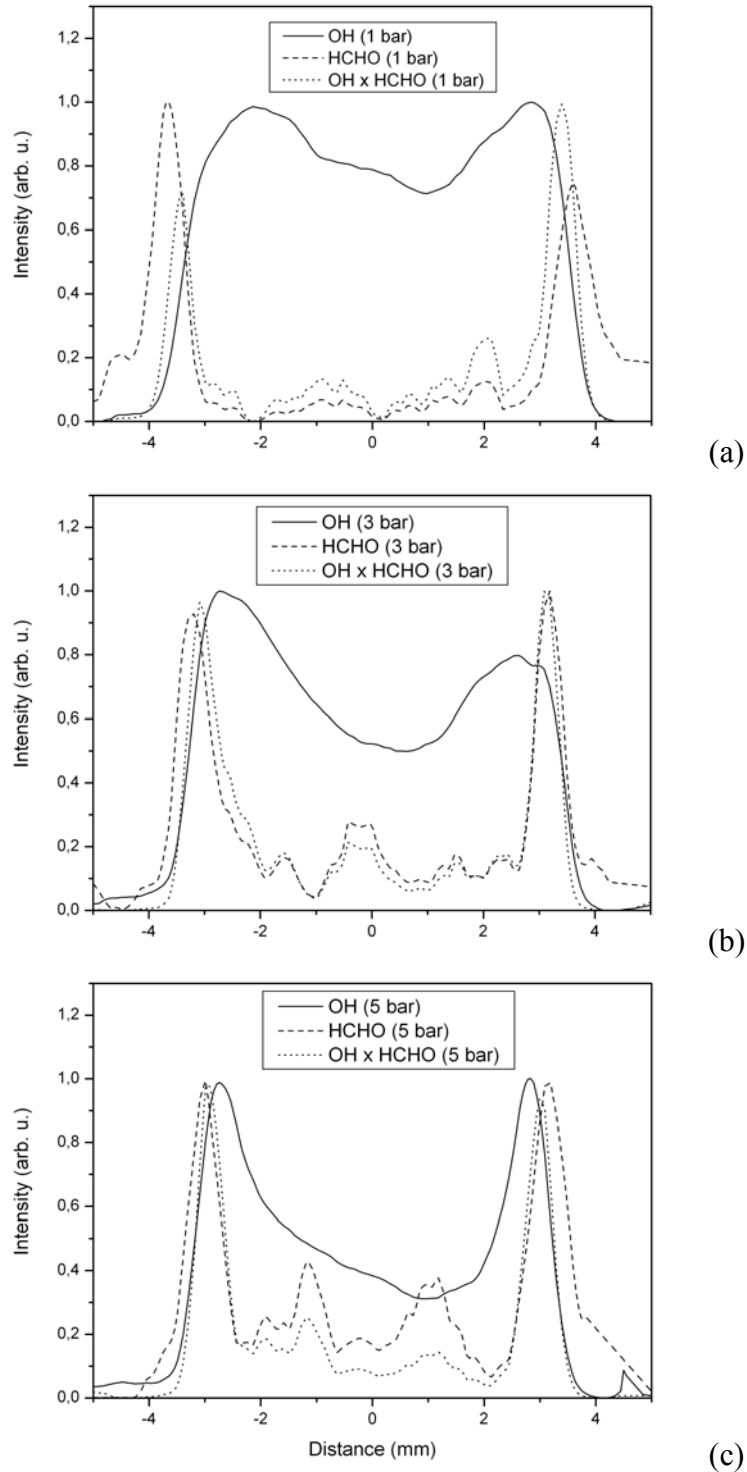 1,2
1,0
0,8
0,6
0,4
0,2
0,0
Intensity (arb. u.)
OH (1 bar)
HCHO (1 bar)
OH x HCHO (1 bar)
-4 -2 0 2 4
(a)
1,2
1,0
0,8
0,6
0,4
0,2
0,0
Intensity (arb. u.)
OH (3 bar)
HCHO (3 bar)
OH x HCHO (3 bar)
-4 -2 0 2 4
(b)
1,2
1,0
0,8
0,6
0,4
0,2
0,0
Intensity (arb. u.)
OH (5 bar)
HCHO (5 bar)
OH x HCHO (5 bar)
-4 -2 0 2 4
Distance (mm)
(c)